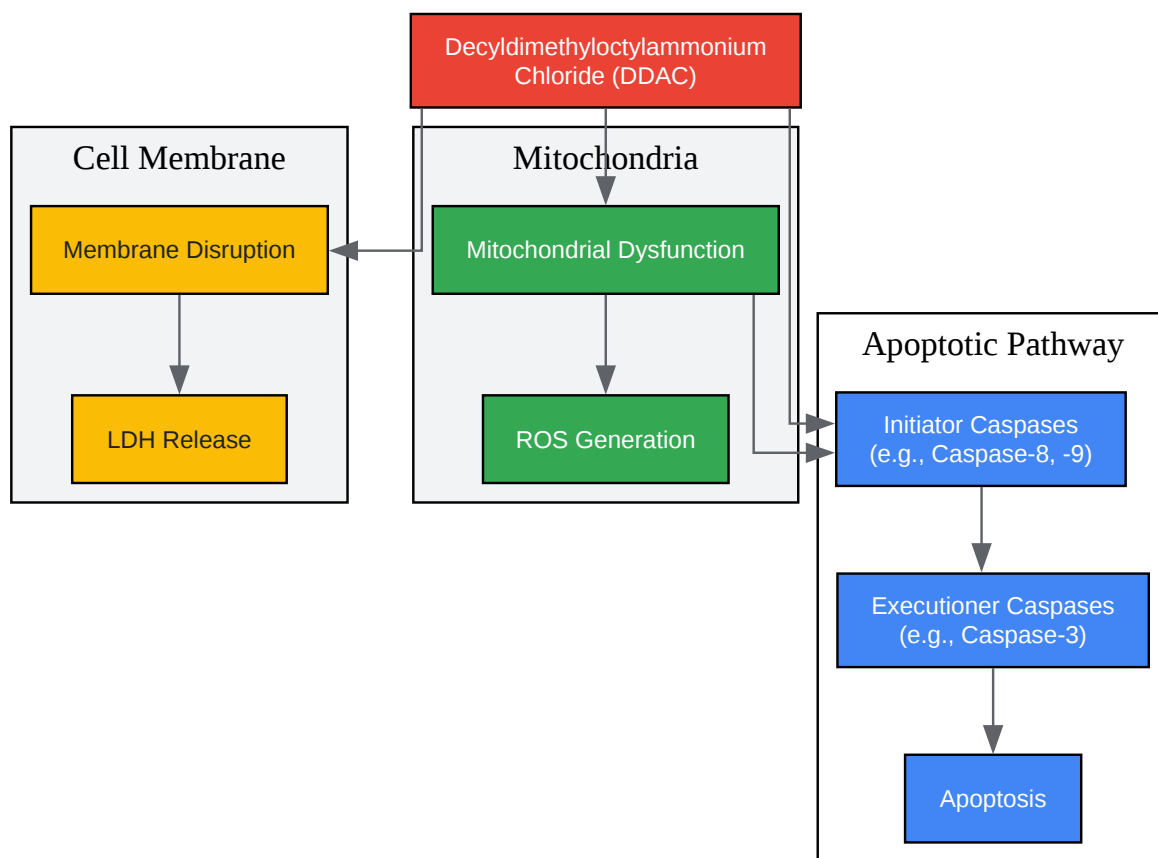 Decyldimethyloctylammonium
Chloride (DDAC)
Cell Membrane
Membrane Disruption
LDH Release
Mitochondria
Mitochondrial Dysfunction
ROS Generation
Apoptotic Pathway
Initiator Caspases
(e.g., Caspase-8, -9)
Executioner Caspases
(e.g., Caspase-3)
Apoptosis